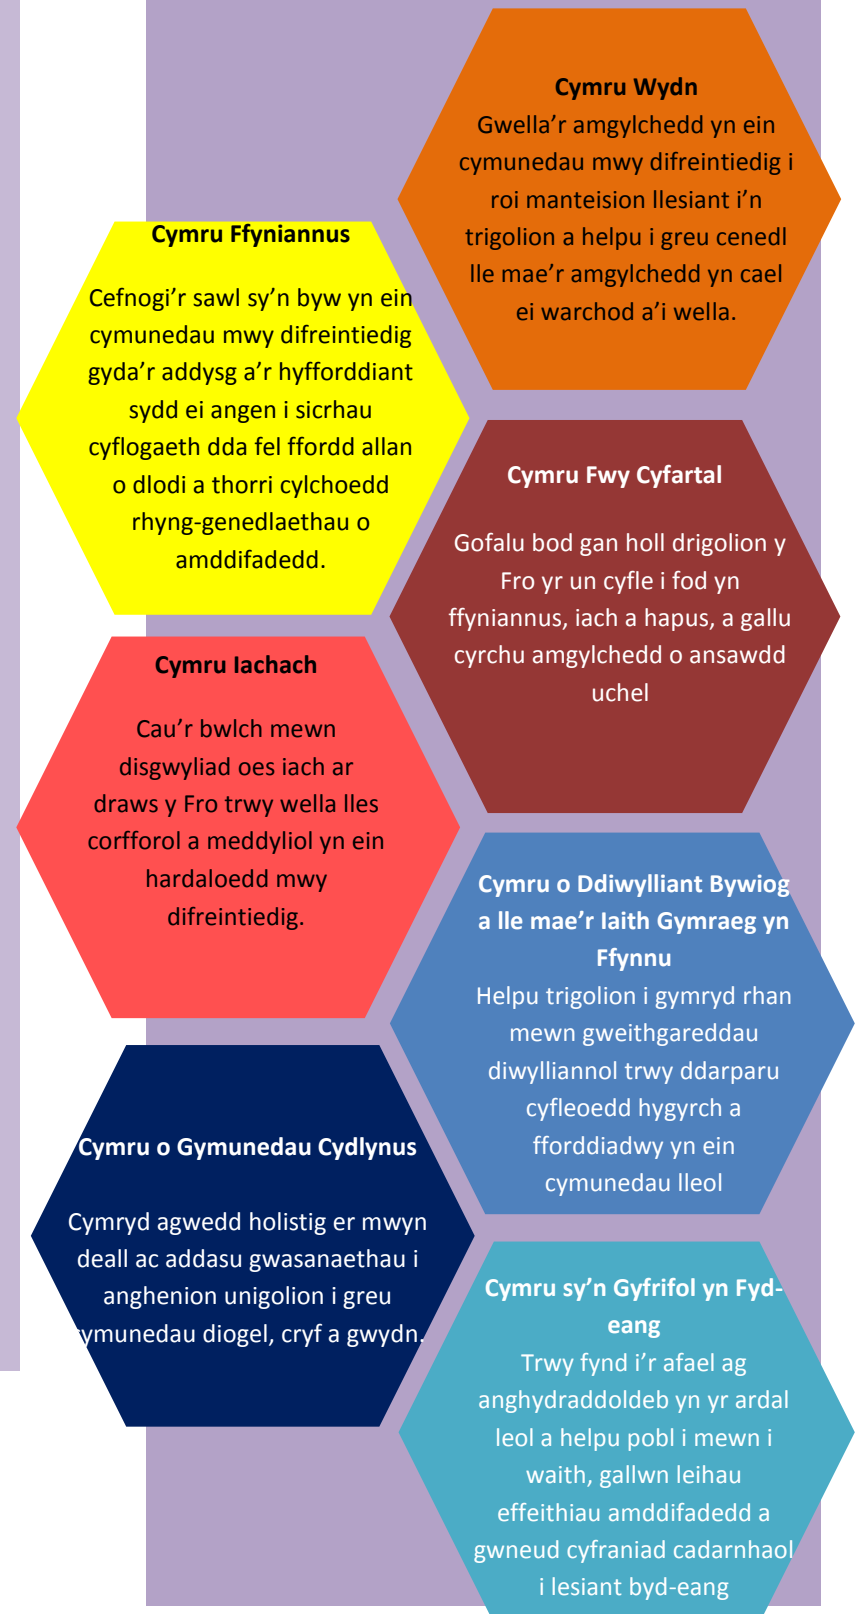 Cymru Wydn
Gwella’r amgylchedd yn ein
cymunedau mwy difreintiedig i
roi manteision llesiant i’n
trigolion a helpu i greu cenedl
lle mae’r amgylchedd yn cael
ei warchod a’i wella.
Cymru Ffyniannus
Cefnogi’r sawl sy’n byw yn ein
cymunedau mwy difreintiedig
gyda’r addysg a’r hyfforddiant
sydd ei angen i sicrhau
cyflogaeth dda fel ffordd allan
o dlodi a thorri cylchoedd
rhyng-genedlaethau o
amddifadedd.
Cymru Fwy Cyfartal
Gofalu bod gan holl drigolion y
Fro yr un cyfle i fod yn
ffyniannus, iach a hapus, a gallu
cyrchu amgylchedd o ansawdd
uchel
Cymru Iachach
Cau’r bwlch mewn
disgwyliad oes iach ar
draws y Fro trwy wella lles
corfforol a meddyliol yn ein
hardaloedd mwy
difreintiedig.
Cymru o Ddiwylliant Bywiog
a lle mae’r Iaith Gymraeg yn
Ffynnu
Helpu trigolion i gymryd rhan
mewn gweithgareddau
diwylliannol trwy ddarparu
cyfleoedd hygyrch a
fforddiadwy yn ein
cymunedau lleol
Cymru o Gymunedau Cydlynus
Cymryd agwedd holistig er mwyn
deall ac addasu gwasanaethau i
anghenion unigolion i greu
cymunedau diogel, cryf a gwydn.
Cymru sy’n Gyfrifol yn Fyd-
eang
Trwy fynd i’r afael ag
anghydraddoldeb yn yr ardal
leol a helpu pobl i mewn i
waith, gallwn leihau
effeithiau amddifadedd a
gwneud cyfraniad cadarnhaol
i lesiant byd-eang